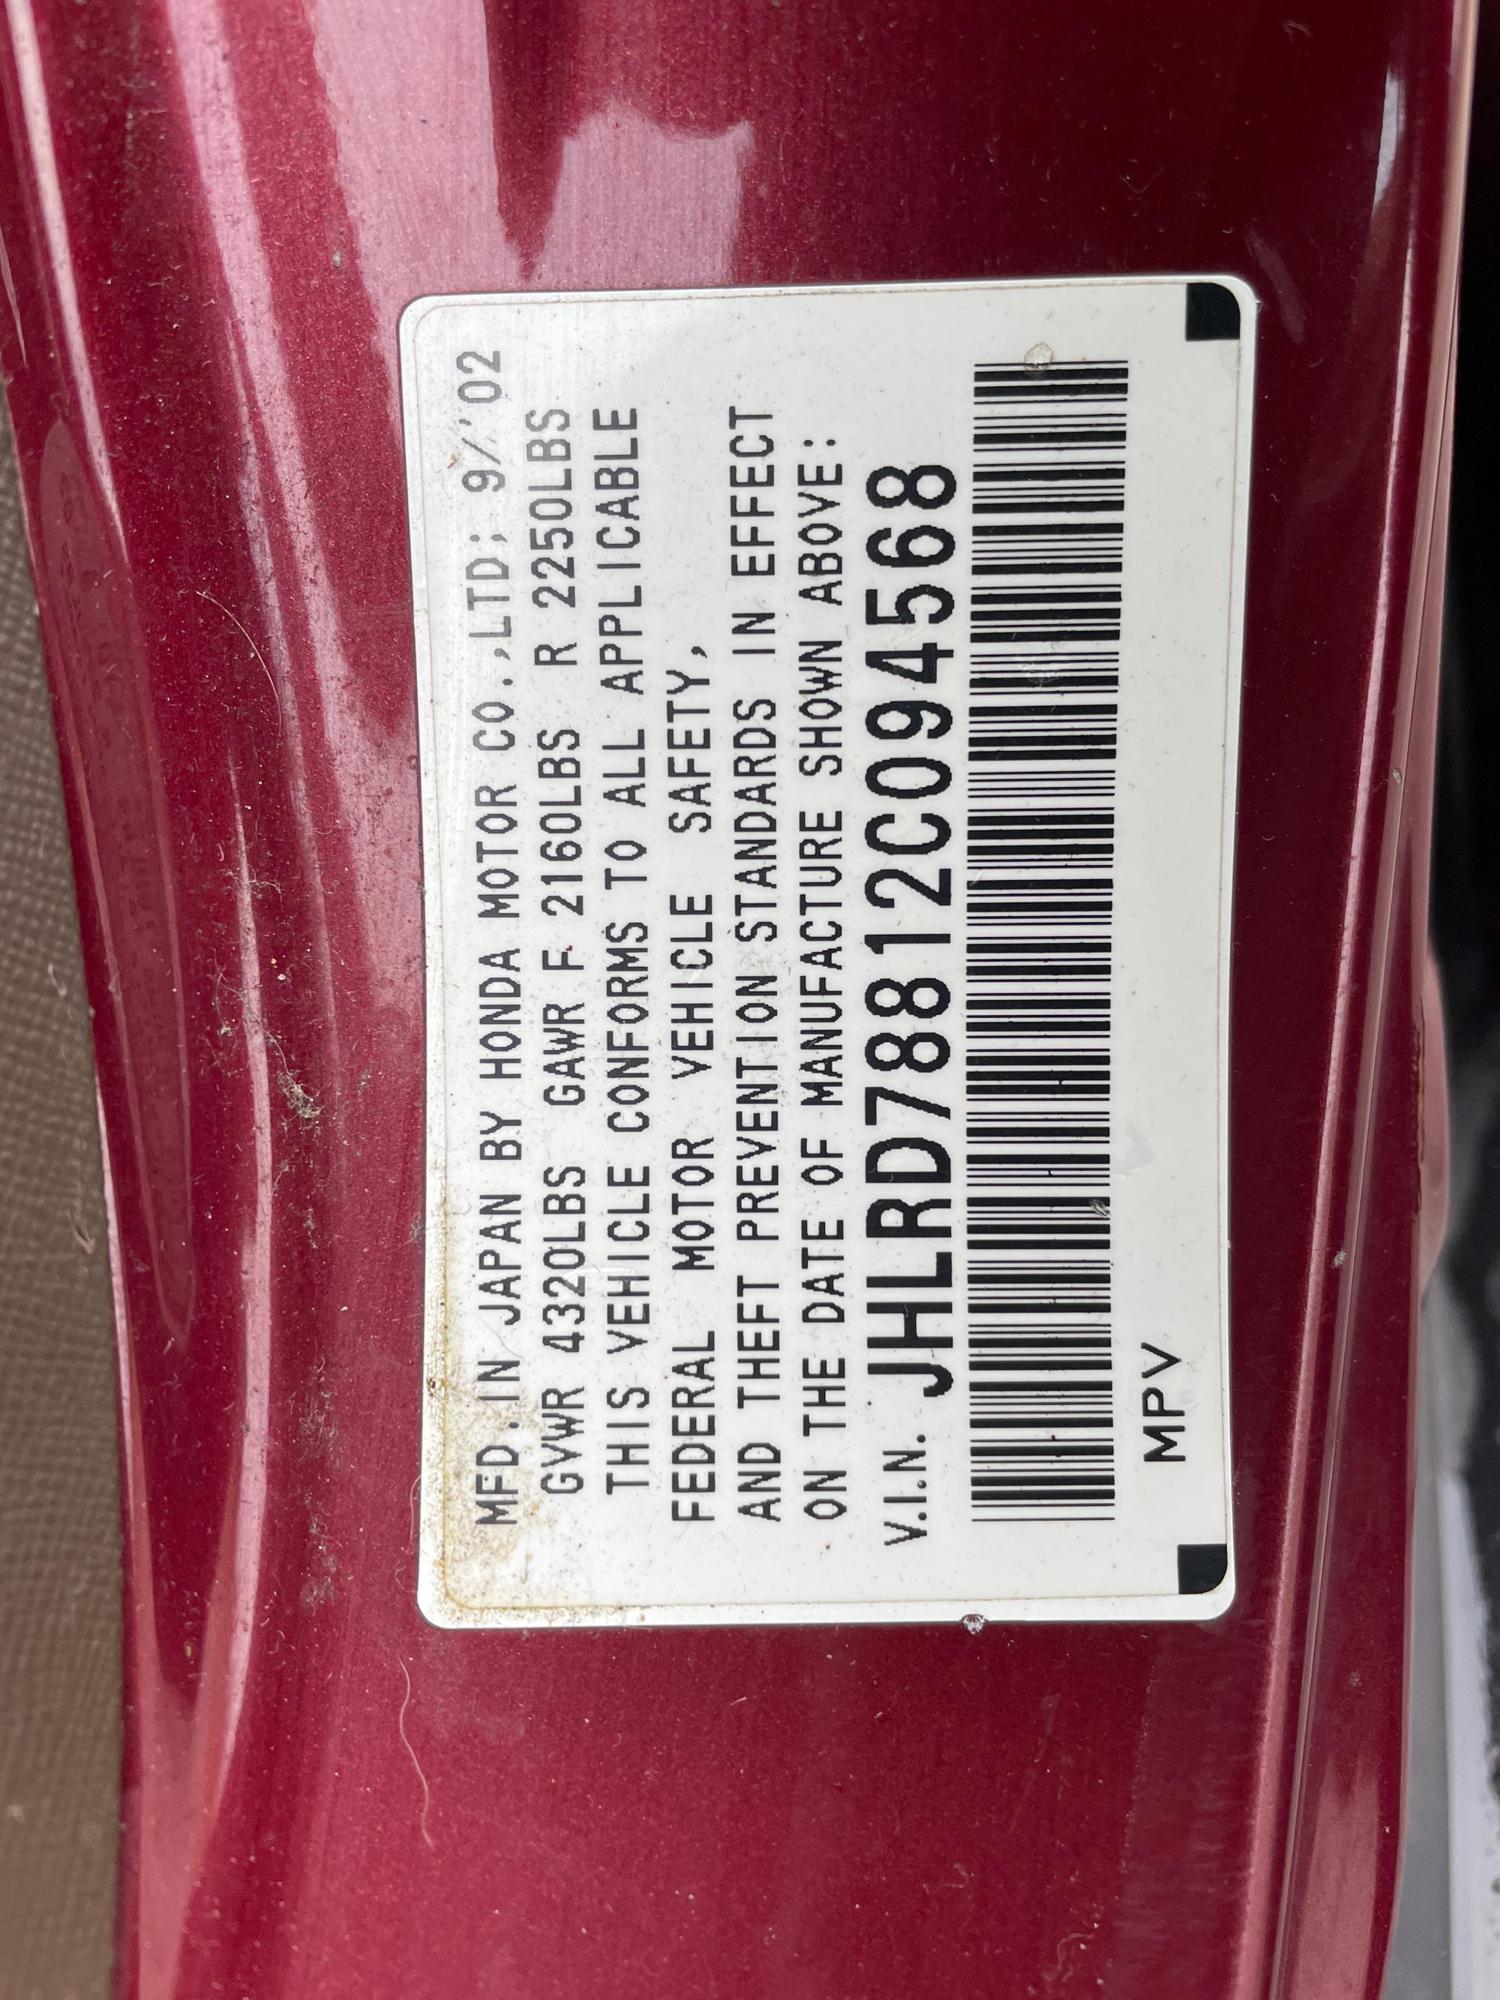 MFD. IN JAPAN BY HONDA MOTOR CO.,LTD; 9/'02
GVWR 4320LBS GAWR F 2160LBS R 2250LBS
THIS VEHICLE CONFORMS TO ALL APPLICABLE
FEDERAL MOTOR VEHICLE SAFETY,
AND THEFT PREVENTION STANDARDS IN EFFECT
ON THE DATE OF MANUFACTURE SHOWN ABOVE:
V.I.N. JHLRD78812C094568
MPV